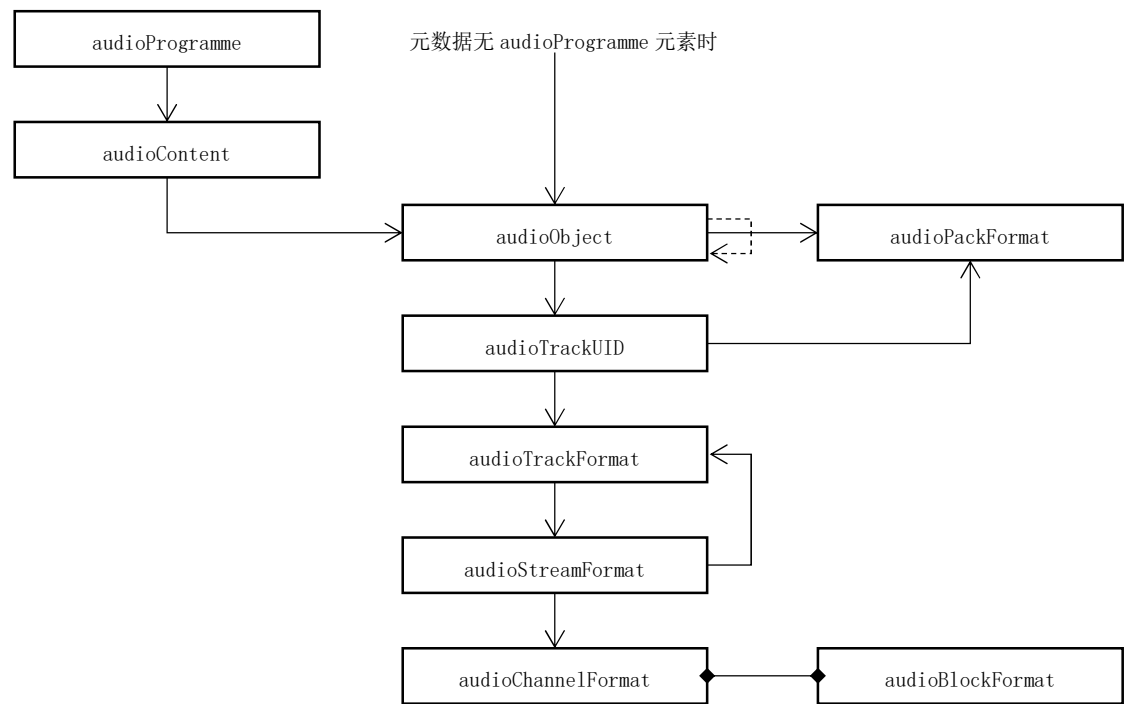 audioProgramme
元数据无 audioProgramme 元素时
audioContent
audioObject
audioPackFormat
audioTrackUID
audioTrackFormat
audioStreamFormat
audioChannelFormat
audioBlockFormat